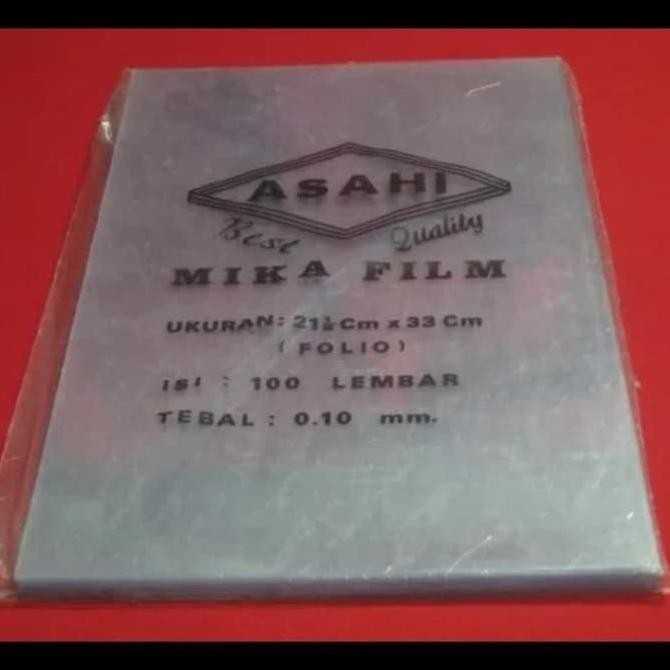 ASAHI
Best Quality
MIKA FILM
UKURAN: 21½ Cm x 33 Cm
( FOLIO )
ISI : 100 LEMBAR
TEBAL : 0.10 mm.